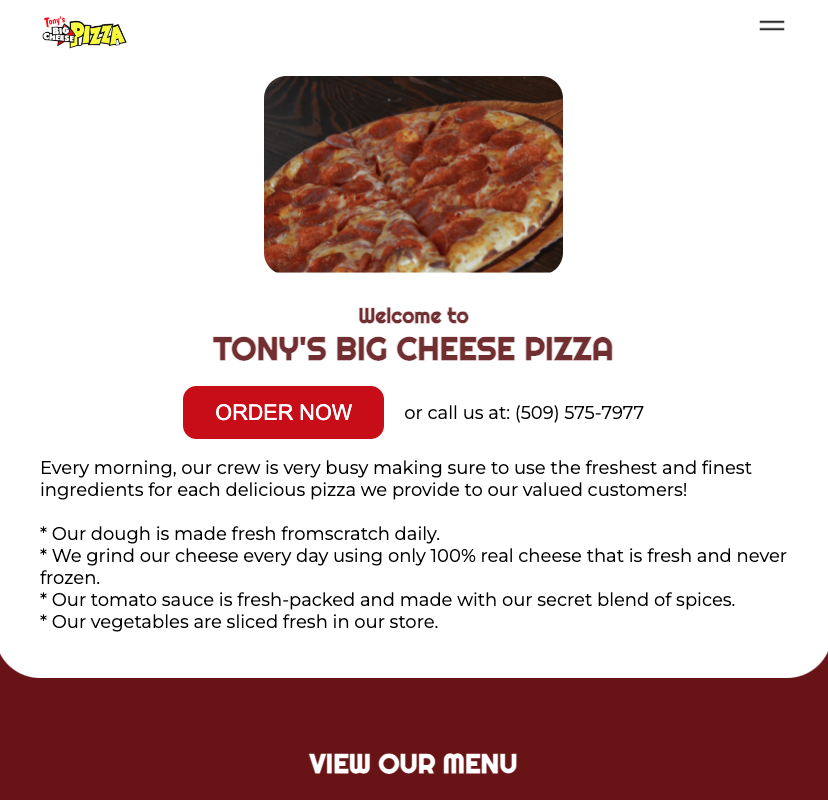 Tony's
BIG
CHEESE PIZZA
Welcome to
TONY'S BIG CHEESE PIZZA
ORDER NOW or call us at: (509) 575-7977
Every morning, our crew is very busy making sure to use the freshest and finest
ingredients for each delicious pizza we provide to our valued customers!
* Our dough is made fresh fromscratch daily.
* We grind our cheese every day using only 100% real cheese that is fresh and never
frozen.
* Our tomato sauce is fresh-packed and made with our secret blend of spices.
* Our vegetables are sliced fresh in our store.
VIEW OUR MENU